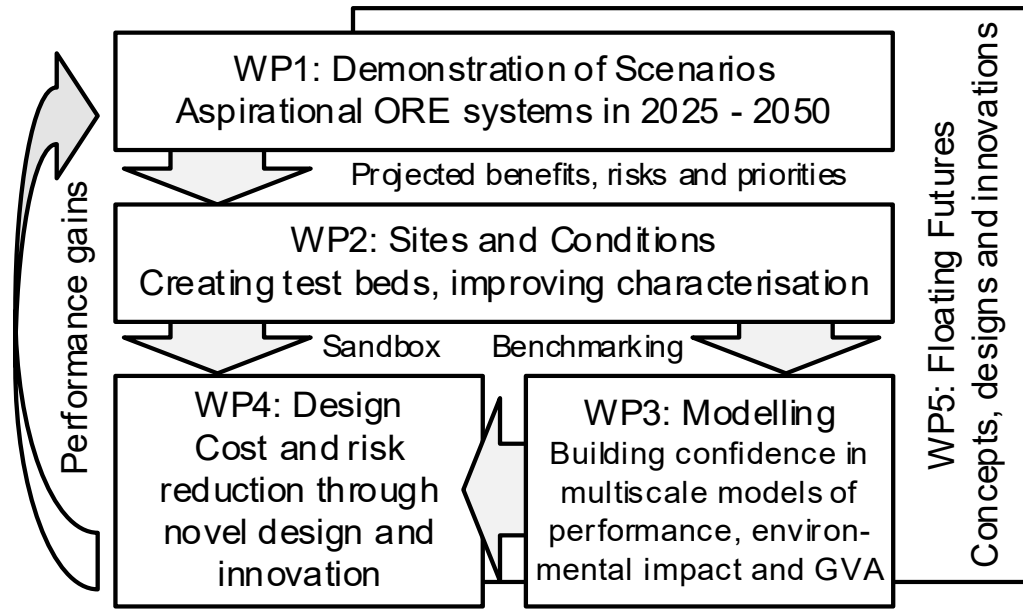 WP1: Demonstration of Scenarios
Aspirational ORE systems in 2025 - 2050
Projected benefits, risks and priorities
WP2: Sites and Conditions
Creating test beds, improving characterisation
Sandbox
Benchmarking
WP4: Design
Cost and risk
reduction through
novel design and
innovation
WP3: Modelling
Building confidence in
multiscale models of
performance, environ-
mental impact and GVA
Performance gains
WP5: Floating Futures
Concepts, designs and innovations